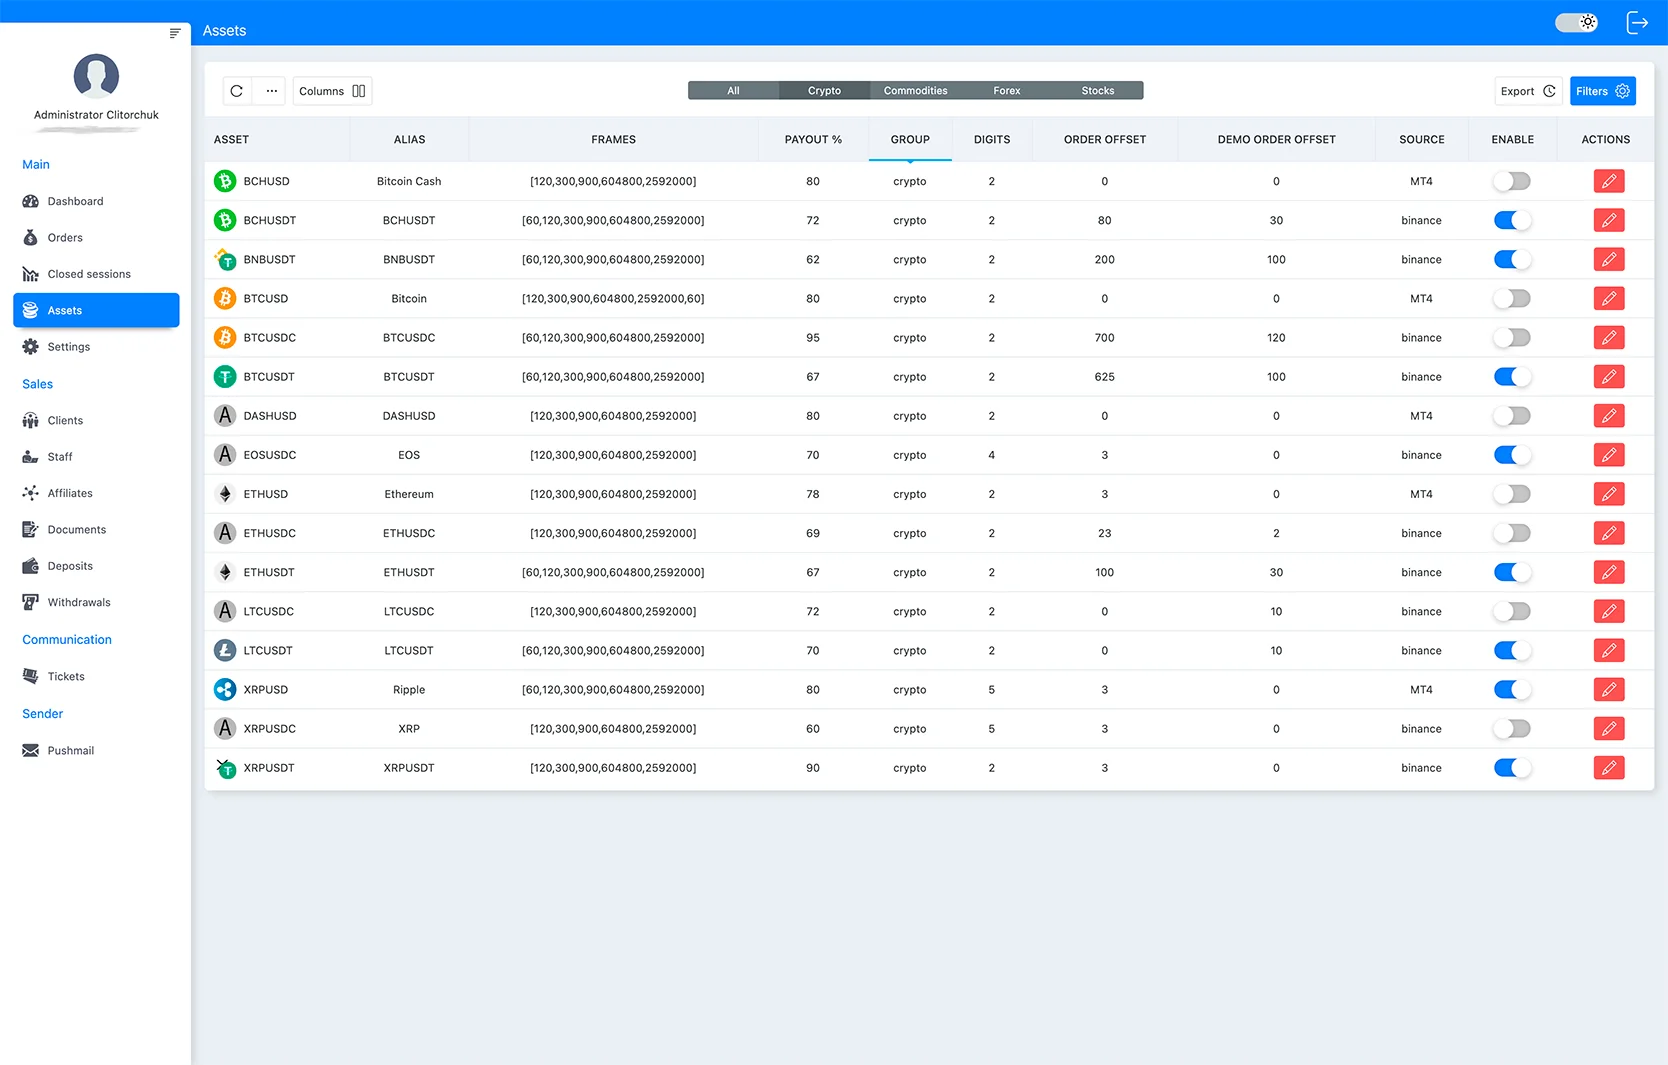 Assets
Administrator Clitorchuk
Main
Dashboard
Orders
Closed sessions
Assets
Settings
Sales
Clients
Staff
Affiliates
Documents
Deposits
Withdrawals
Communication
Tickets
Sender
Pushmail
Columns
All Crypto Commodities Forex Stocks
Export Filters
ASSET ALIAS FRAMES PAYOUT % GROUP DIGITS ORDER OFFSET DEMO ORDER OFFSET SOURCE ENABLE ACTIONS
BCHUSD Bitcoin Cash [120,300,900,604800,2592000] 80 crypto 2 0 0 MT4
BCHUSDT BCHUSDT [60,120,300,900,604800,2592000] 72 crypto 2 80 30 binance
BNBUSDT BNBUSDT [60,120,300,900,604800,2592000] 62 crypto 2 200 100 binance
BTCUSD Bitcoin [120,300,900,604800,2592000,60] 80 crypto 2 0 0 MT4
BTCUSDC BTCUSDC [60,120,300,900,604800,2592000] 95 crypto 2 700 120 binance
BTCUSDT BTCUSDT [60,120,300,900,604800,2592000] 67 crypto 2 625 100 binance
A DASHUSD DASHUSD [120,300,900,604800,2592000] 80 crypto 2 0 0 MT4
A EOSUSDC EOS [120,300,900,604800,2592000] 70 crypto 4 3 0 binance
ETHUSD Ethereum [120,300,900,604800,2592000] 78 crypto 2 3 0 MT4
A ETHUSDC ETHUSDC [120,300,900,604800,2592000] 69 crypto 2 23 2 binance
ETHUSDT ETHUSDT [60,120,300,900,604800,2592000] 67 crypto 2 100 30 binance
A LTCUSDC LTCUSDC [120,300,900,604800,2592000] 72 crypto 2 0 10 binance
LTCUSDT LTCUSDT [60,120,300,900,604800,2592000] 70 crypto 2 0 10 binance
XRPUSD Ripple [60,120,300,900,604800,2592000] 80 crypto 5 3 0 MT4
A XRPUSDC XRP [120,300,900,604800,2592000] 60 crypto 5 3 0 binance
XRPUSDT XRPUSDT [120,300,900,604800,2592000] 90 crypto 2 3 0 binance